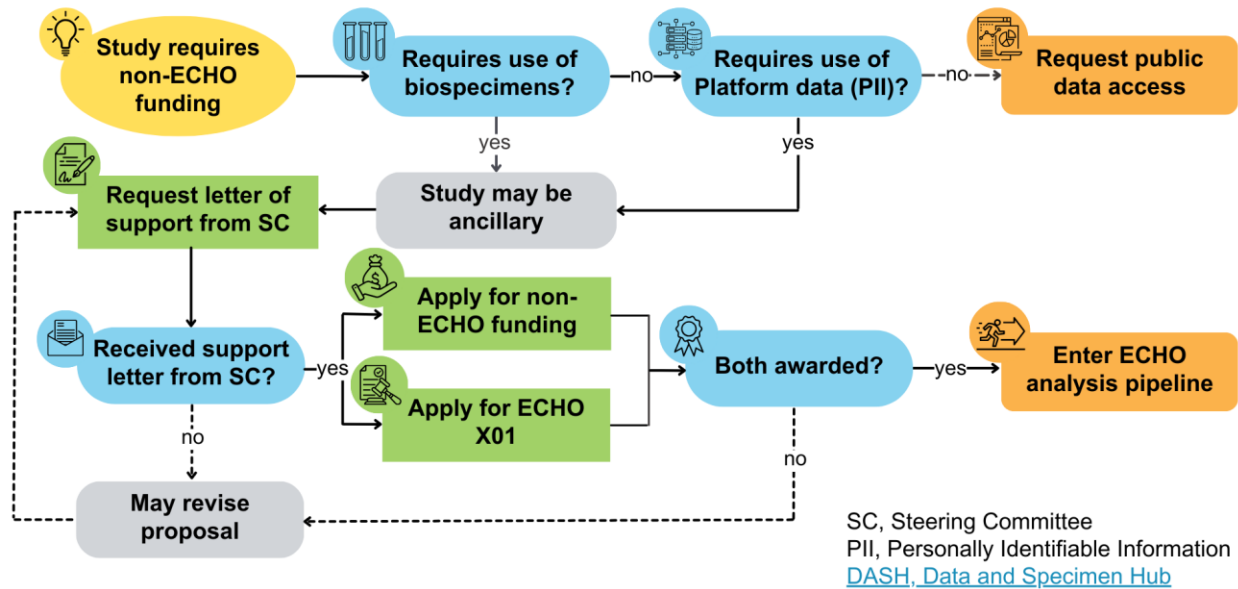 Study requires
non-ECHO
funding
Requires use of
biospecimens?
no
Requires use of
Platform data (PII)?
no
Request public
data access
yes
yes
Request letter of
support from SC
Study may be
ancillary
Apply for non-
ECHO funding
Received support
letter from SC?
yes
Both awarded?
yes
Enter ECHO
analysis pipeline
Apply for ECHO
X01
no
no
May revise
proposal
SC, Steering Committee
PII, Personally Identifiable Information
DASH, Data and Specimen Hub